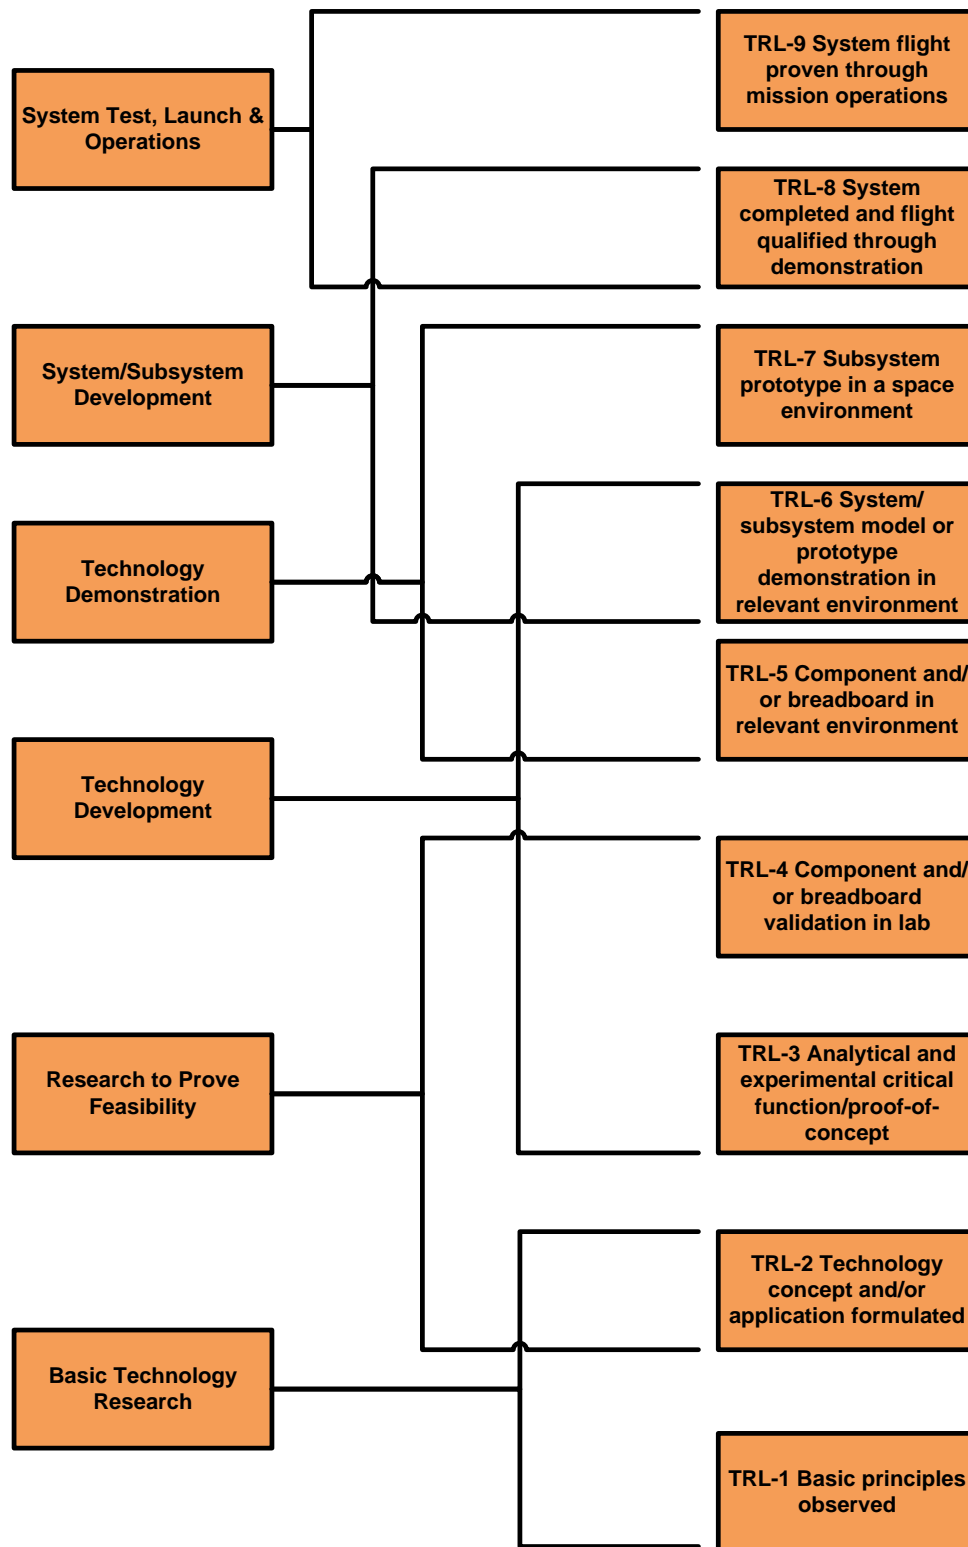 System Test, Launch &
Operations
System/Subsystem
Development
Technology
Demonstration
Technology
Development
Research to Prove
Feasibility
Basic Technology
Research
TRL-9 System flight
proven through
mission operations
TRL-8 System
completed and flight
qualified through
demonstration
TRL-7 Subsystem
prototype in a space
environment
TRL-6 System/
subsystem model or
prototype
demonstration in
relevant environment
TRL-5 Component and/
or breadboard in
relevant environment
TRL-4 Component and/
or breadboard
validation in lab
TRL-3 Analytical and
experimental critical
function/proof-of-
concept
TRL-2 Technology
concept and/or
application formulated
TRL-1 Basic principles
observed